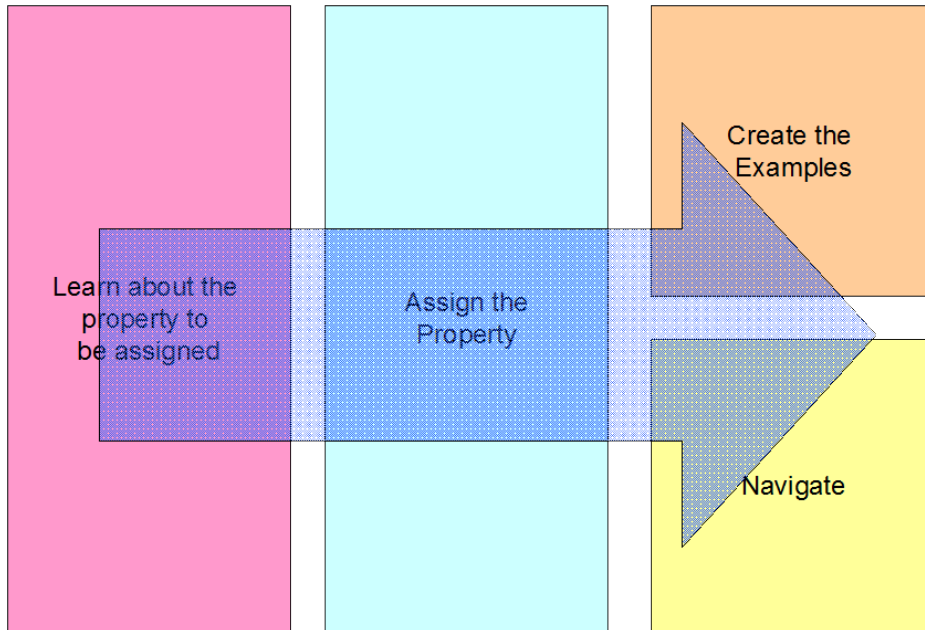 Learn about the
property to
be assigned
Assign the
Property
Create the
Examples
Navigate